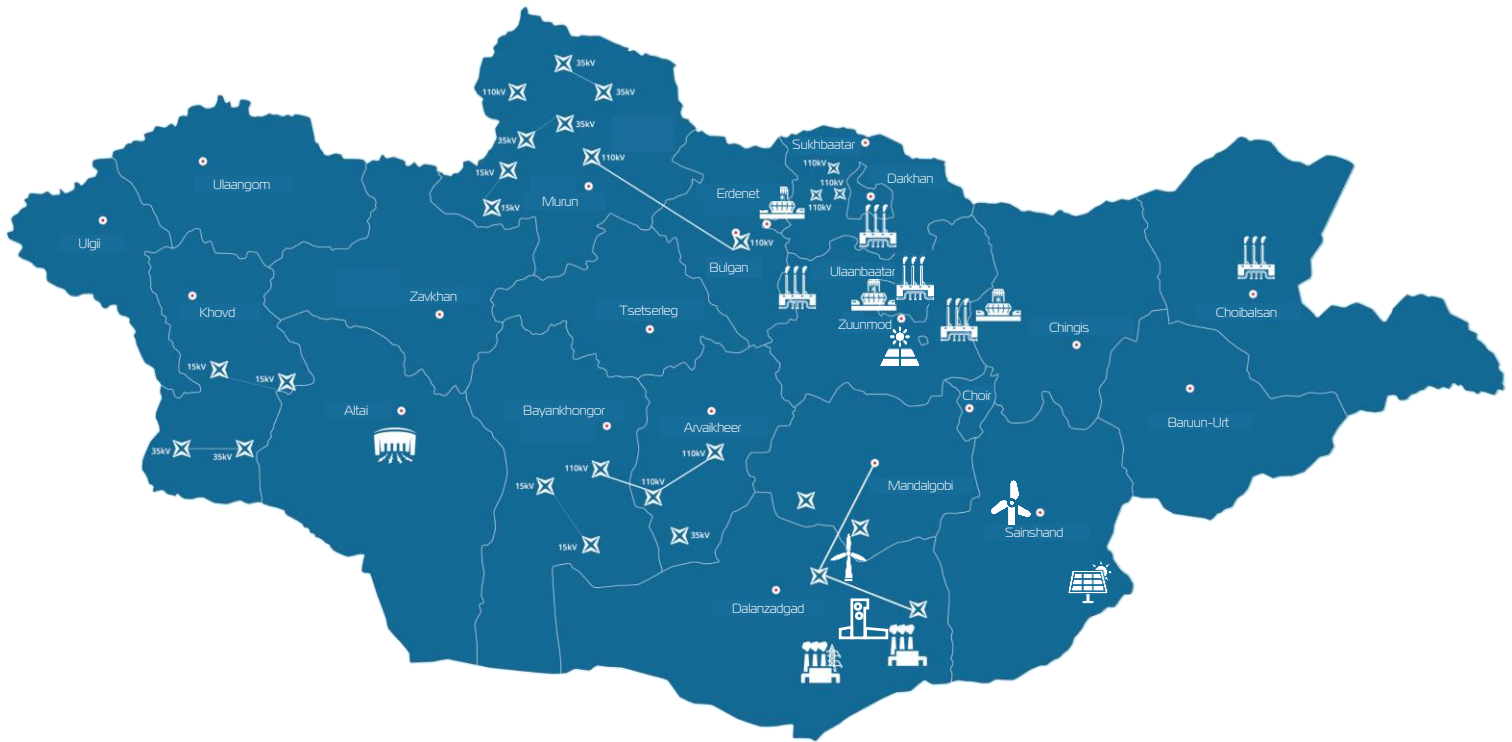 35kV
110kV
35kV
35kV
35kV
Sukhbaatar
110kV
110kV
15kV
110kV
Darkhan
Ulaangom
Erdenet
Murun
110kV
15kV
Ulgii
110kV
Bulgan
Ulaanbaatar
Zavkhan
Khovd
Tsetserleg
Choibalsan
Zuunmod
Chingis
15kV
15kV
Choir
Altai
Bayankhongor
Arvaikheer
Baruun-Urt
35kV
35kV
110kV
110kV
110kV
15kV
Mandalgobi
35kV
Sainshand
15kV
Dalanzadgad